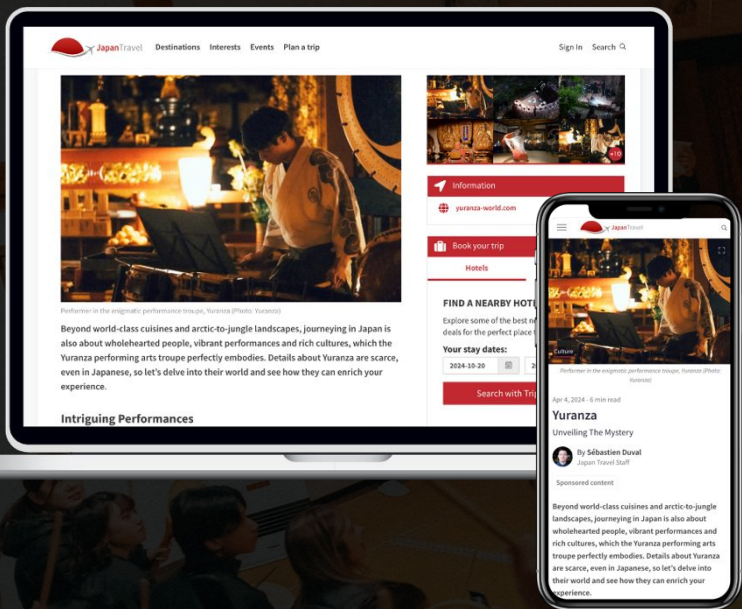 JapanTravel Destinations Interests Events Plan a trip Sign In Search
+10
Information
yuranza-world.com
Book your trip
Hotels
Performer in the enigmatic performance troupe, Yuranza (Photo: Yuranza)
FIND A NEARBY HOT
Explore some of the best
deals for the perfect place
Your stay dates:
2024-10-20
Search with
Beyond world-class cuisines and arctic-to-jungle landscapes, journeying in Japan is
also about wholehearted people, vibrant performances and rich cultures, which the
Yuranza performing arts troupe perfectly embodies. Details about Yuranza are scarce,
even in Japanese, so let's delve into their world and see how they can enrich your
experience.
Intriguing Performances
JapanTravel
Culture
Performer in the enigmatic performance troupe, Yuranza (Photo:
Yuranza)
Apr 4, 2024 - 6 min read
Yuranza
Unveiling The Mystery
By Sébastien Duval
Japan Travel Staff
Sponsored content
Beyond world-class cuisines and arctic-to-jungle
landscapes, journeying in Japan is also about
wholehearted people, vibrant performances and
rich cultures, which the Yuranza performing arts
troupe perfectly embodies. Details about Yuranza
are scarce, even in Japanese, so let's delve into
their world and see how they can enrich your
experience.